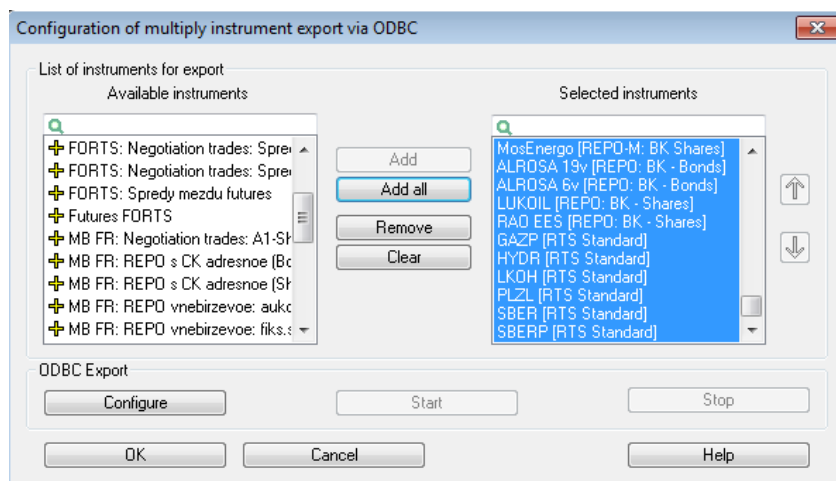 Configuration of multiply instrument export via ODBC
List of instruments for export
Available instruments
Selected instruments
FORTS: Negotiation trades: Spre
FORTS: Negotiation trades: Spre
FORTS: Spredy mezdu futures
Futures FORTS
MB FR: Negotiation trades: A1-Sh
MB FR: REPO s CK adresnoe (Bo
MB FR: REPO s CK adresnoe (Sh
MB FR: REPO vnebirzevoe: aukc
MB FR: REPO vnebirzevoe: fiks.s
Add
Add all
Remove
Clear
MosEnergo [REPO-M: BK Shares]
ALROSA 19v [REPO: BK - Bonds]
ALROSA 6v [REPO: BK - Bonds]
LUKOIL [REPO: BK - Shares]
RAO EES [REPO: BK - Shares]
GAZP [RTS Standard]
HYDR [RTS Standard]
LKOH [RTS Standard]
PLZL [RTS Standard]
SBER [RTS Standard]
SBERP [RTS Standard]
ODBC Export
Configure
Start
Stop
OK
Cancel
Help